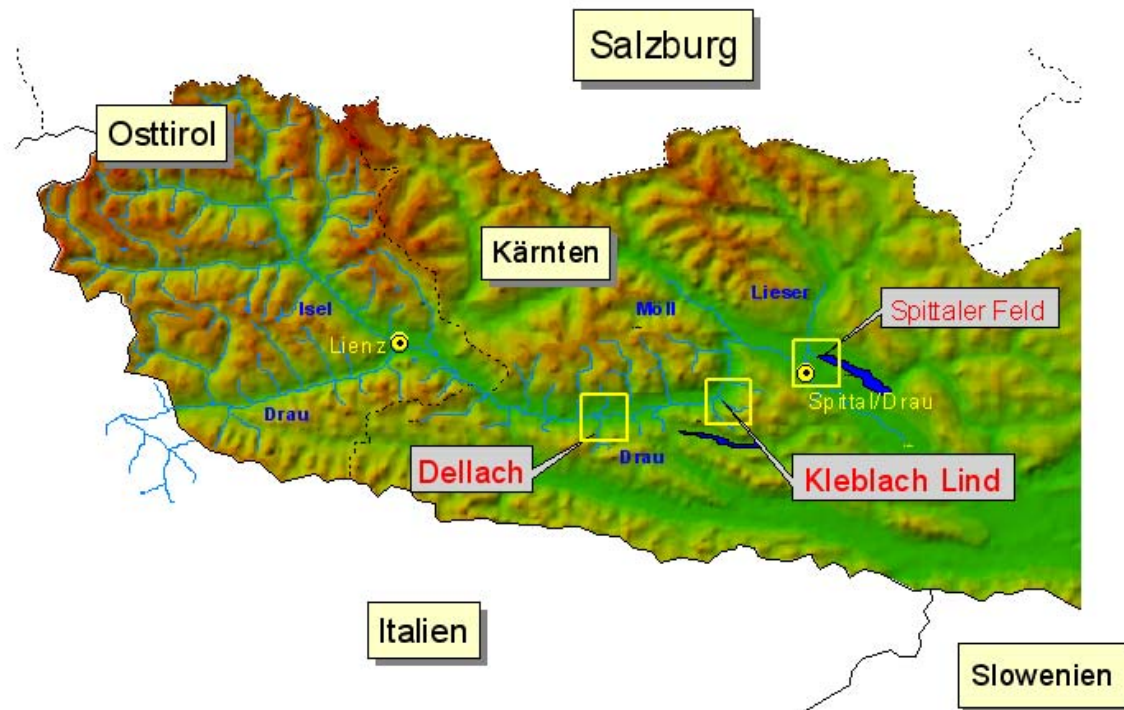 Salzburg
Osttirol
Kärnten
Isel
Möll
Lieser
Spittaler Feld
Lienz
Spittal/Drau
Drau
Drau
Dellach
Kleblach Lind
Italien
Slowenien